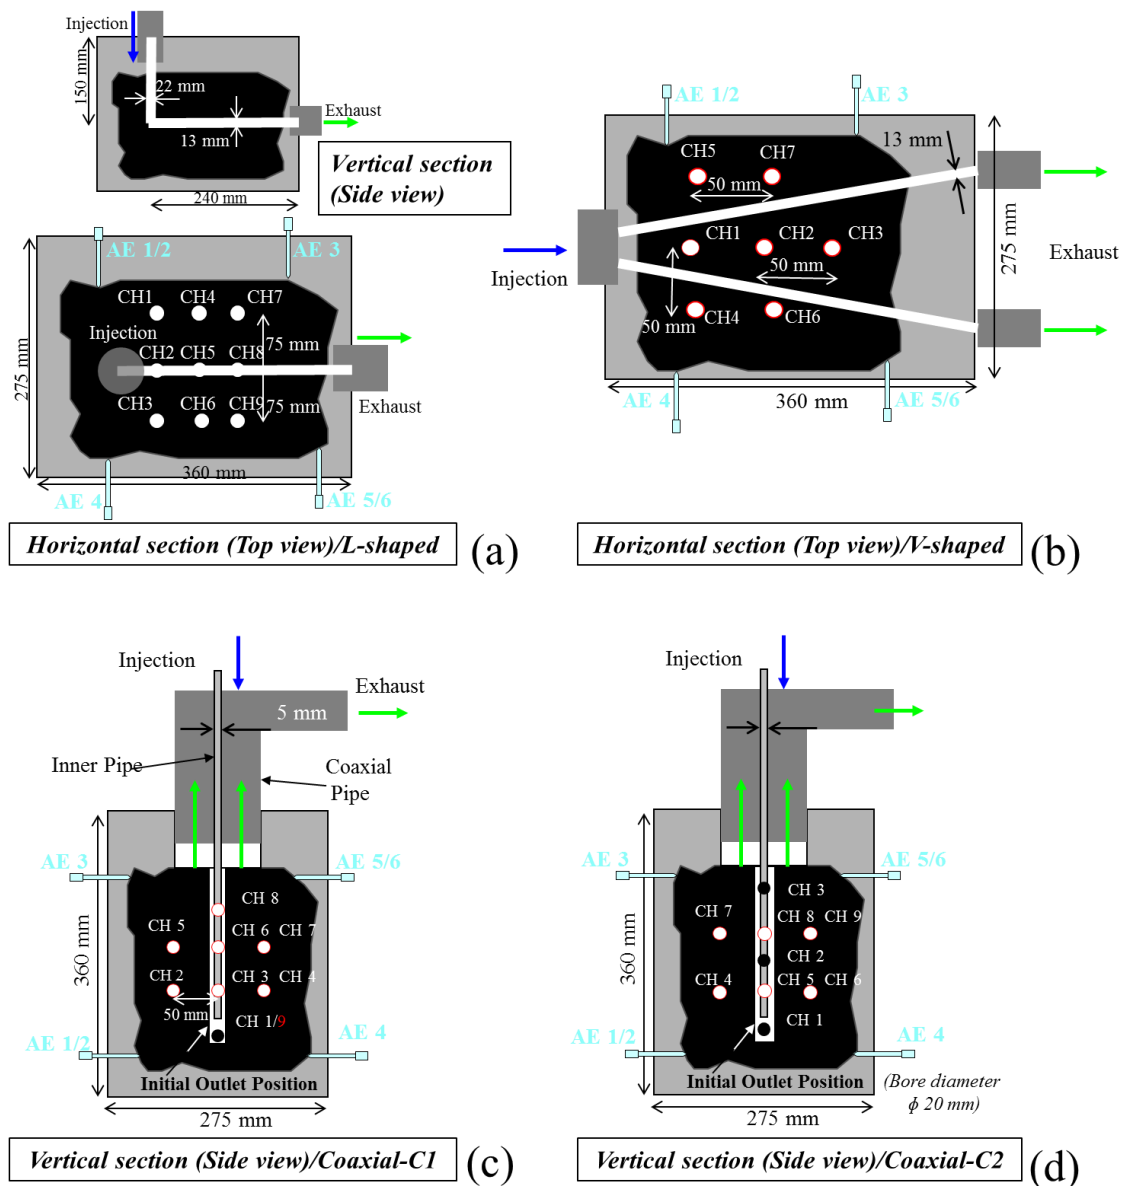 Injection
150 mm
22 mm
13 mm
Exhaust
240 mm
Vertical section
(Side view)
AE 1/2
AE 3
CH1
CH4
CH7
Injection
CH2
CH5
CH8
75 mm
CH3
CH6
CH9
75 mm
Exhaust
275 mm
360 mm
AE 4
AE 5/6
Horizontal section (Top view)/L-shaped
(a)
AE 1/2
AE 3
13 mm
CH5
CH7
50 mm
CH1
CH2
CH3
Injection
50 mm
50 mm
CH4
CH6
275 mm
Exhaust
AE 4
360 mm
AE 5/6
Horizontal section (Top view)/V-shaped
(b)
Injection
Exhaust
5 mm
Inner Pipe
Coaxial
Pipe
AE 3
AE 5/6
CH 8
CH 5
CH 6
CH 7
CH 2
CH 3
CH 4
50 mm
CH 1/9
360 mm
AE 1/2
AE 4
Initial Outlet Position
275 mm
Vertical section (Side view)/Coaxial-C1
(c)
Injection
AE 3
AE 5/6
CH 3
CH 7
CH 8
CH 9
CH 2
CH 4
CH 5
CH 6
CH 1
360 mm
AE 1/2
AE 4
Initial Outlet Position
(Bore diameter
ϕ 20 mm)
275 mm
Vertical section (Side view)/Coaxial-C2
(d)